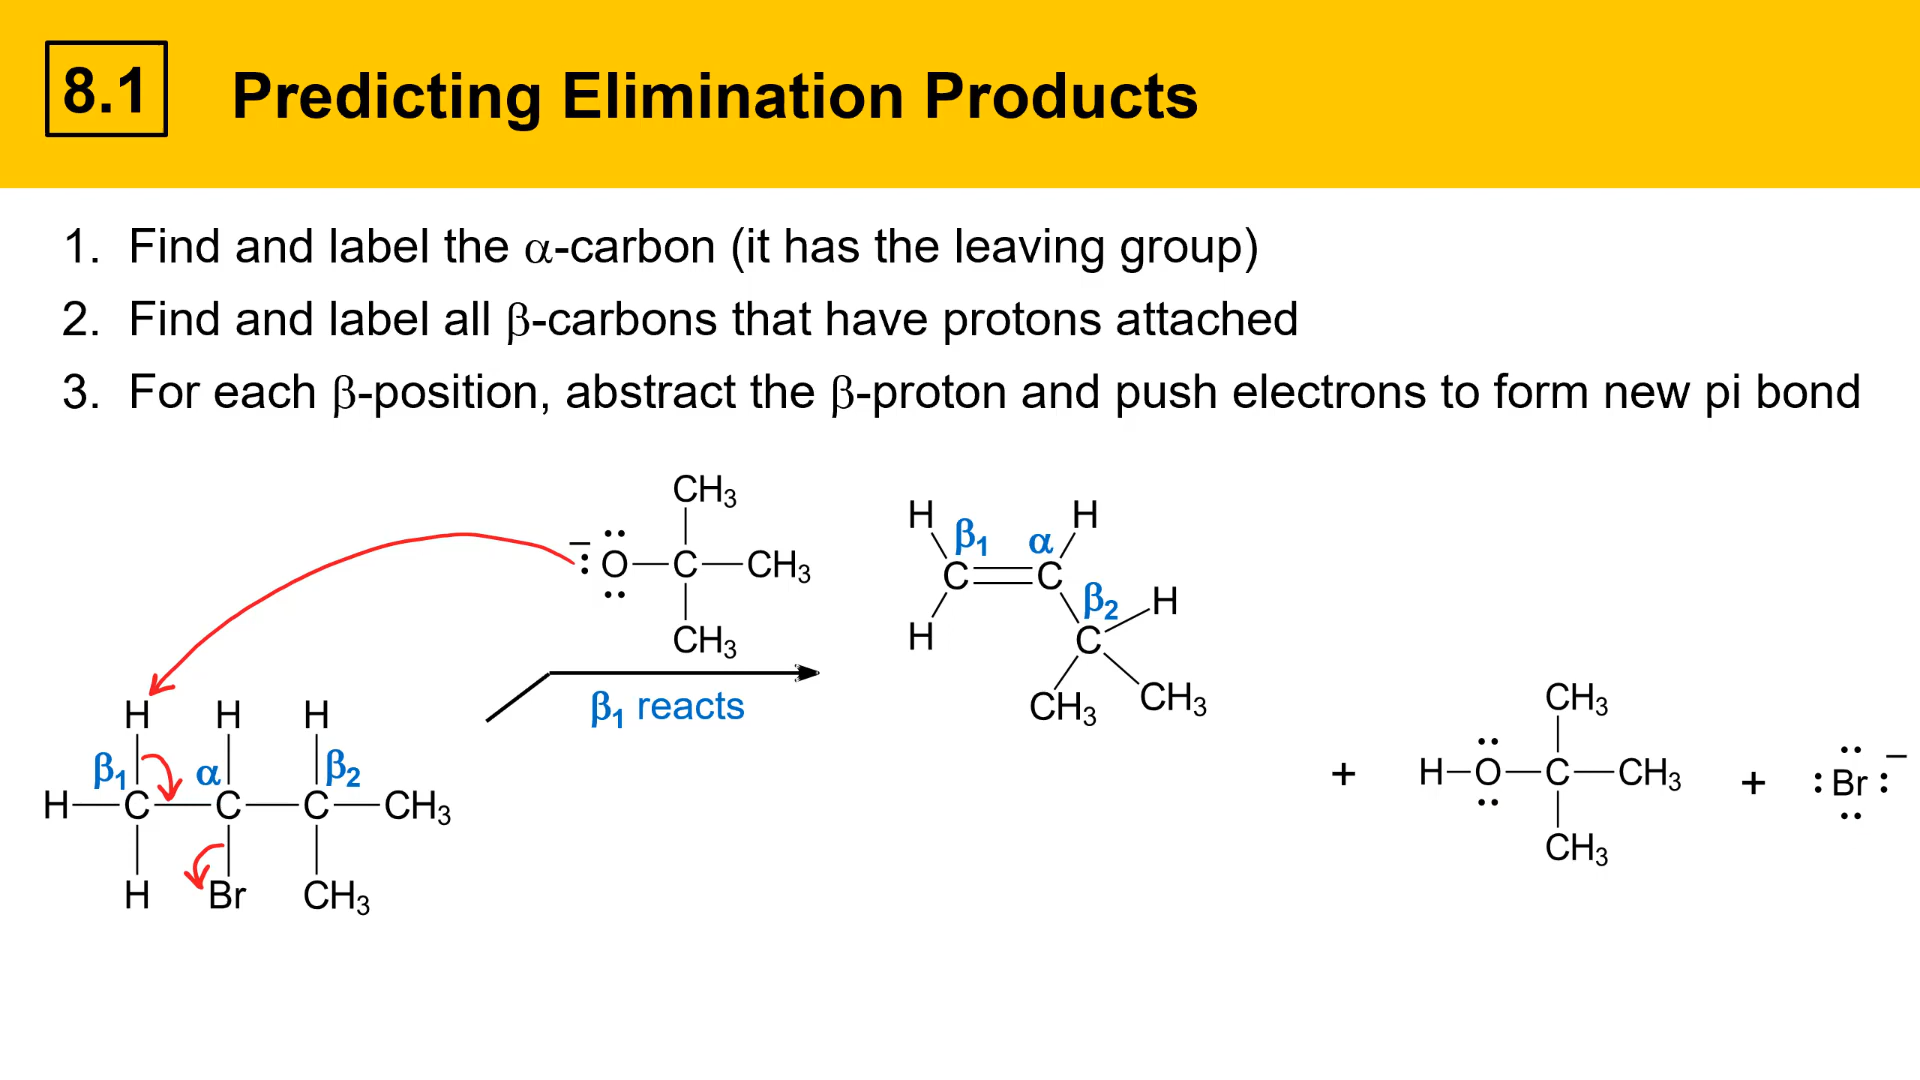 8.1 Predicting Elimination Products
1. Find and label the α-carbon (it has the leaving group)
2. Find and label all β-carbons that have protons attached
3. For each β-position, abstract the β-proton and push electrons to form new pi bond
CH₃
− :O—C—CH₃
CH₃
β₁ reacts
H H H
β₁ α β₂
H—C—C—C—CH₃
H Br CH₃
H β₁ α H
C=C
β₂ H
H C
CH₃ CH₃
+
CH₃
H—O—C—CH₃
CH₃
+
:Br: −